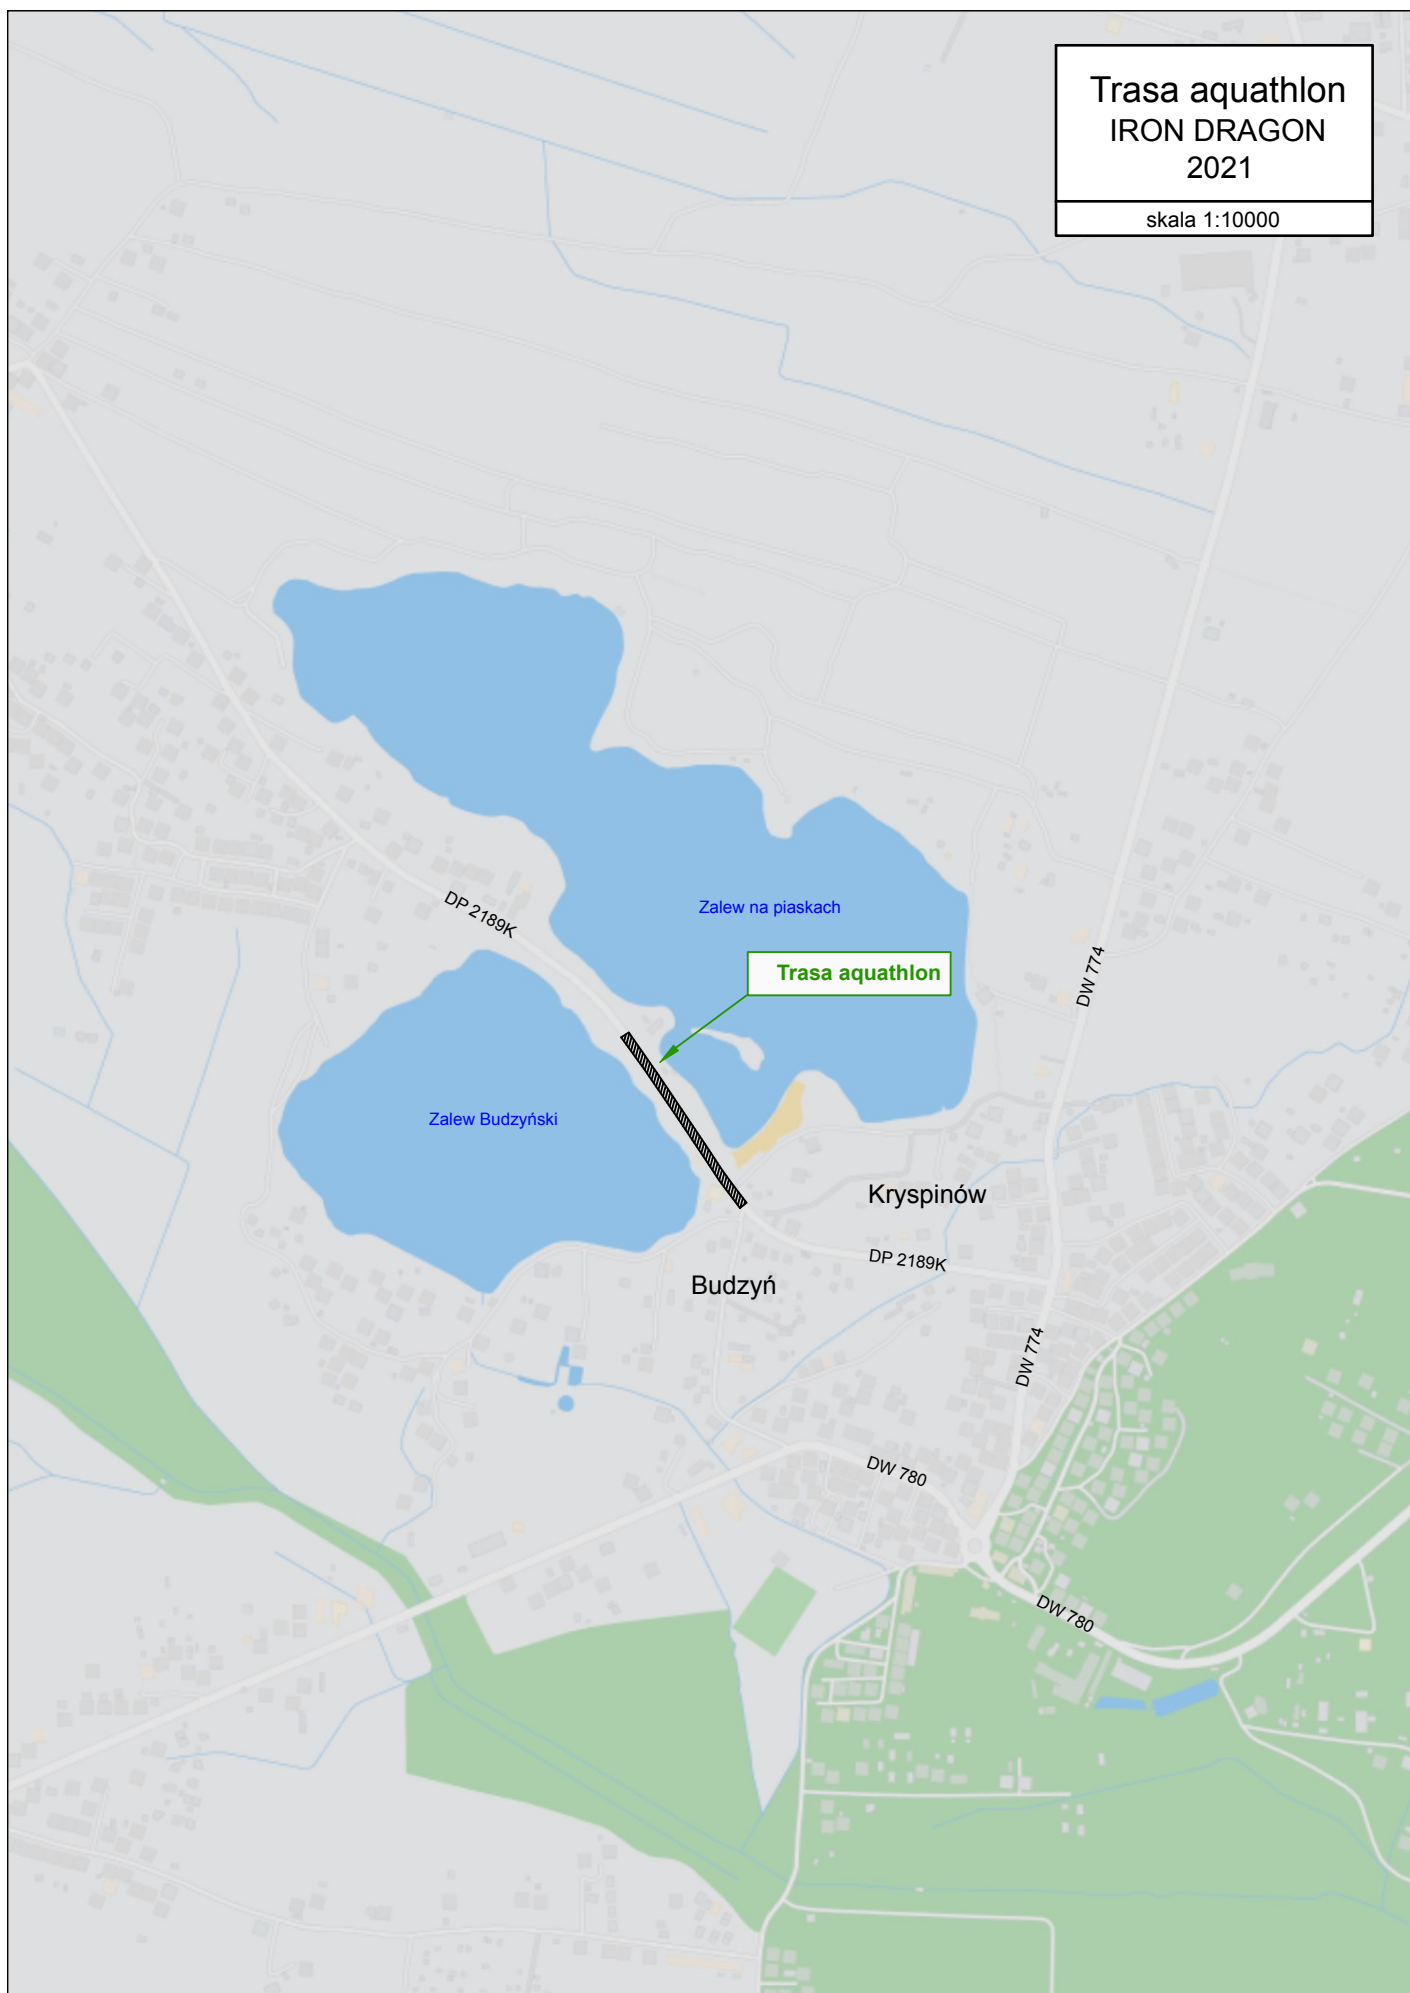 Trasa aquathlon
IRON DRAGON
2021
skala 1:10000
DP 2189K
Zalew na piaskach
Trasa aquathlon
DW 774
Zalew Budzyński
Kryspinów
DP 2189K
Budzyń
DW 774
DW 780
DW 780